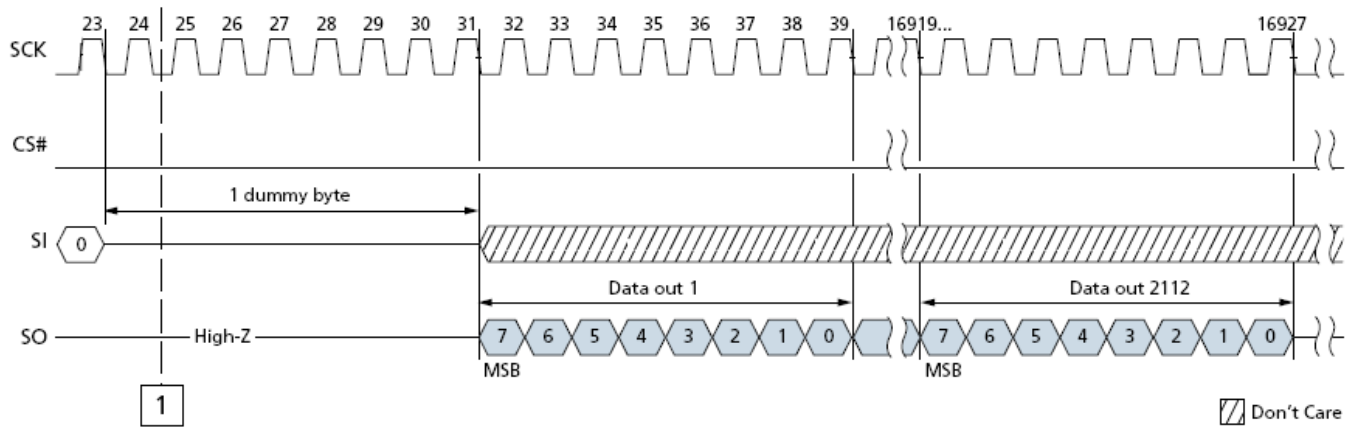 23 24 25 26 27 28 29 30 31 32 33 34 35 36 37 38 39 16919... 16927
SCK
CS#
1 dummy byte
SI 0
Data out 1 Data out 2112
SO High-Z 7 6 5 4 3 2 1 0 7 6 5 4 3 2 1 0
MSB MSB
1
Don't Care